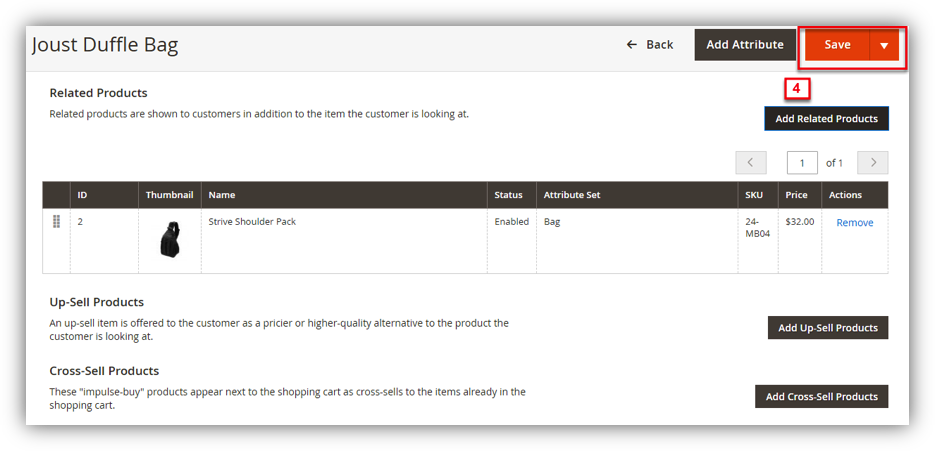 Joust Duffle Bag
Back
Add Attribute
Save
4
Related Products
Related products are shown to customers in addition to the item the customer is looking at.
Add Related Products
1 of 1
ID Thumbnail Name Status Attribute Set SKU Price Actions
2 Strive Shoulder Pack Enabled Bag 24- $32.00 Remove
MB04
Up-Sell Products
An up-sell item is offered to the customer as a pricier or higher-quality alternative to the product the
customer is looking at.
Add Up-Sell Products
Cross-Sell Products
These "impulse-buy" products appear next to the shopping cart as cross-sells to the items already in the
shopping cart.
Add Cross-Sell Products